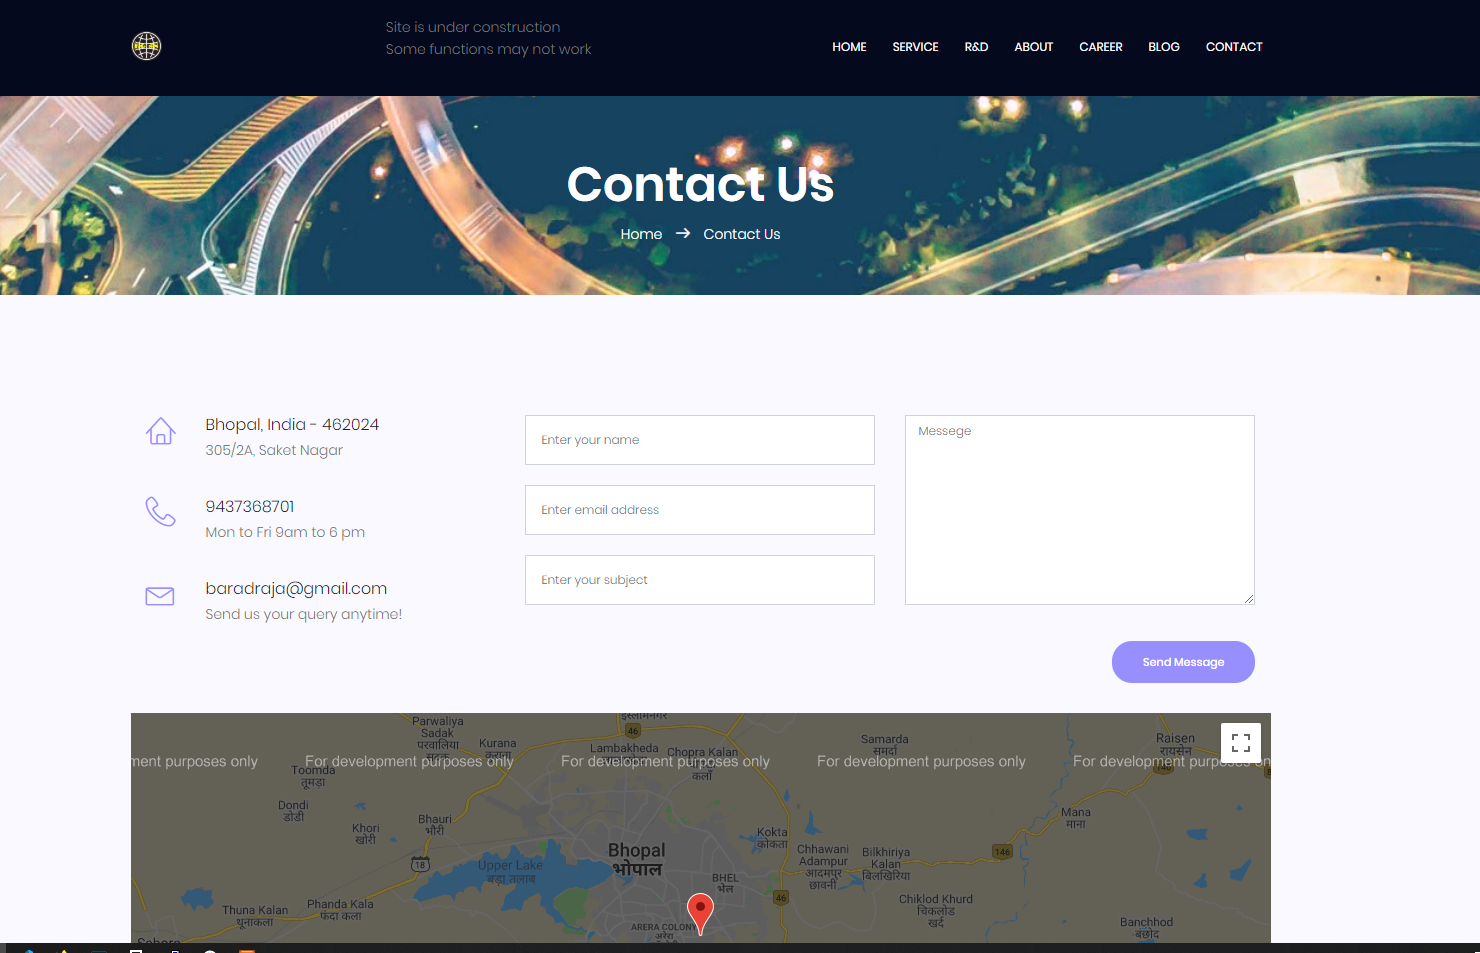 Site is under construction
Some functions may not work
HOME SERVICE R&D ABOUT CAREER BLOG CONTACT
Contact Us
Home → Contact Us
Bhopal, India - 462024
305/2A, Saket Nagar
9437368701
Mon to Fri 9am to 6 pm
baradraja@gmail.com
Send us your query anytime!
Enter your name
Enter email address
Enter your subject
Messege
Send Message
Parwaliya
Sadak
परवालिया
सड़क
Kurana
कुराना
इस्लामनगर
46
Lambakheda
Chopra Kalan
चोपड़ा
कलाँ
Samarda
समर्दा
Raisen
रायसेन
ment purposes only
For development purposes only
For development purposes only
For development purposes only
For development purposes on
146
Toomda
तूमड़ा
Dondi
डोडी
Khori
खोरी
Bhauri
भौरी
Mana
माना
Kokta
कोकता
Bhopal
भोपाल
Chhawani
Adampur
आदमपुर
छावनी
Bilkhiriya
Kalan
बिलखिरिया
146
18
Upper Lake
बड़ा तालाब
BHEL
भेल
46
Chiklod Khurd
चिकलोड
खुर्द
Thuna Kalan
थूनाकला
Phanda Kala
फंदा कला
ARERA COLONY
अरेरा
Banchhod
बंछोद
Sehore